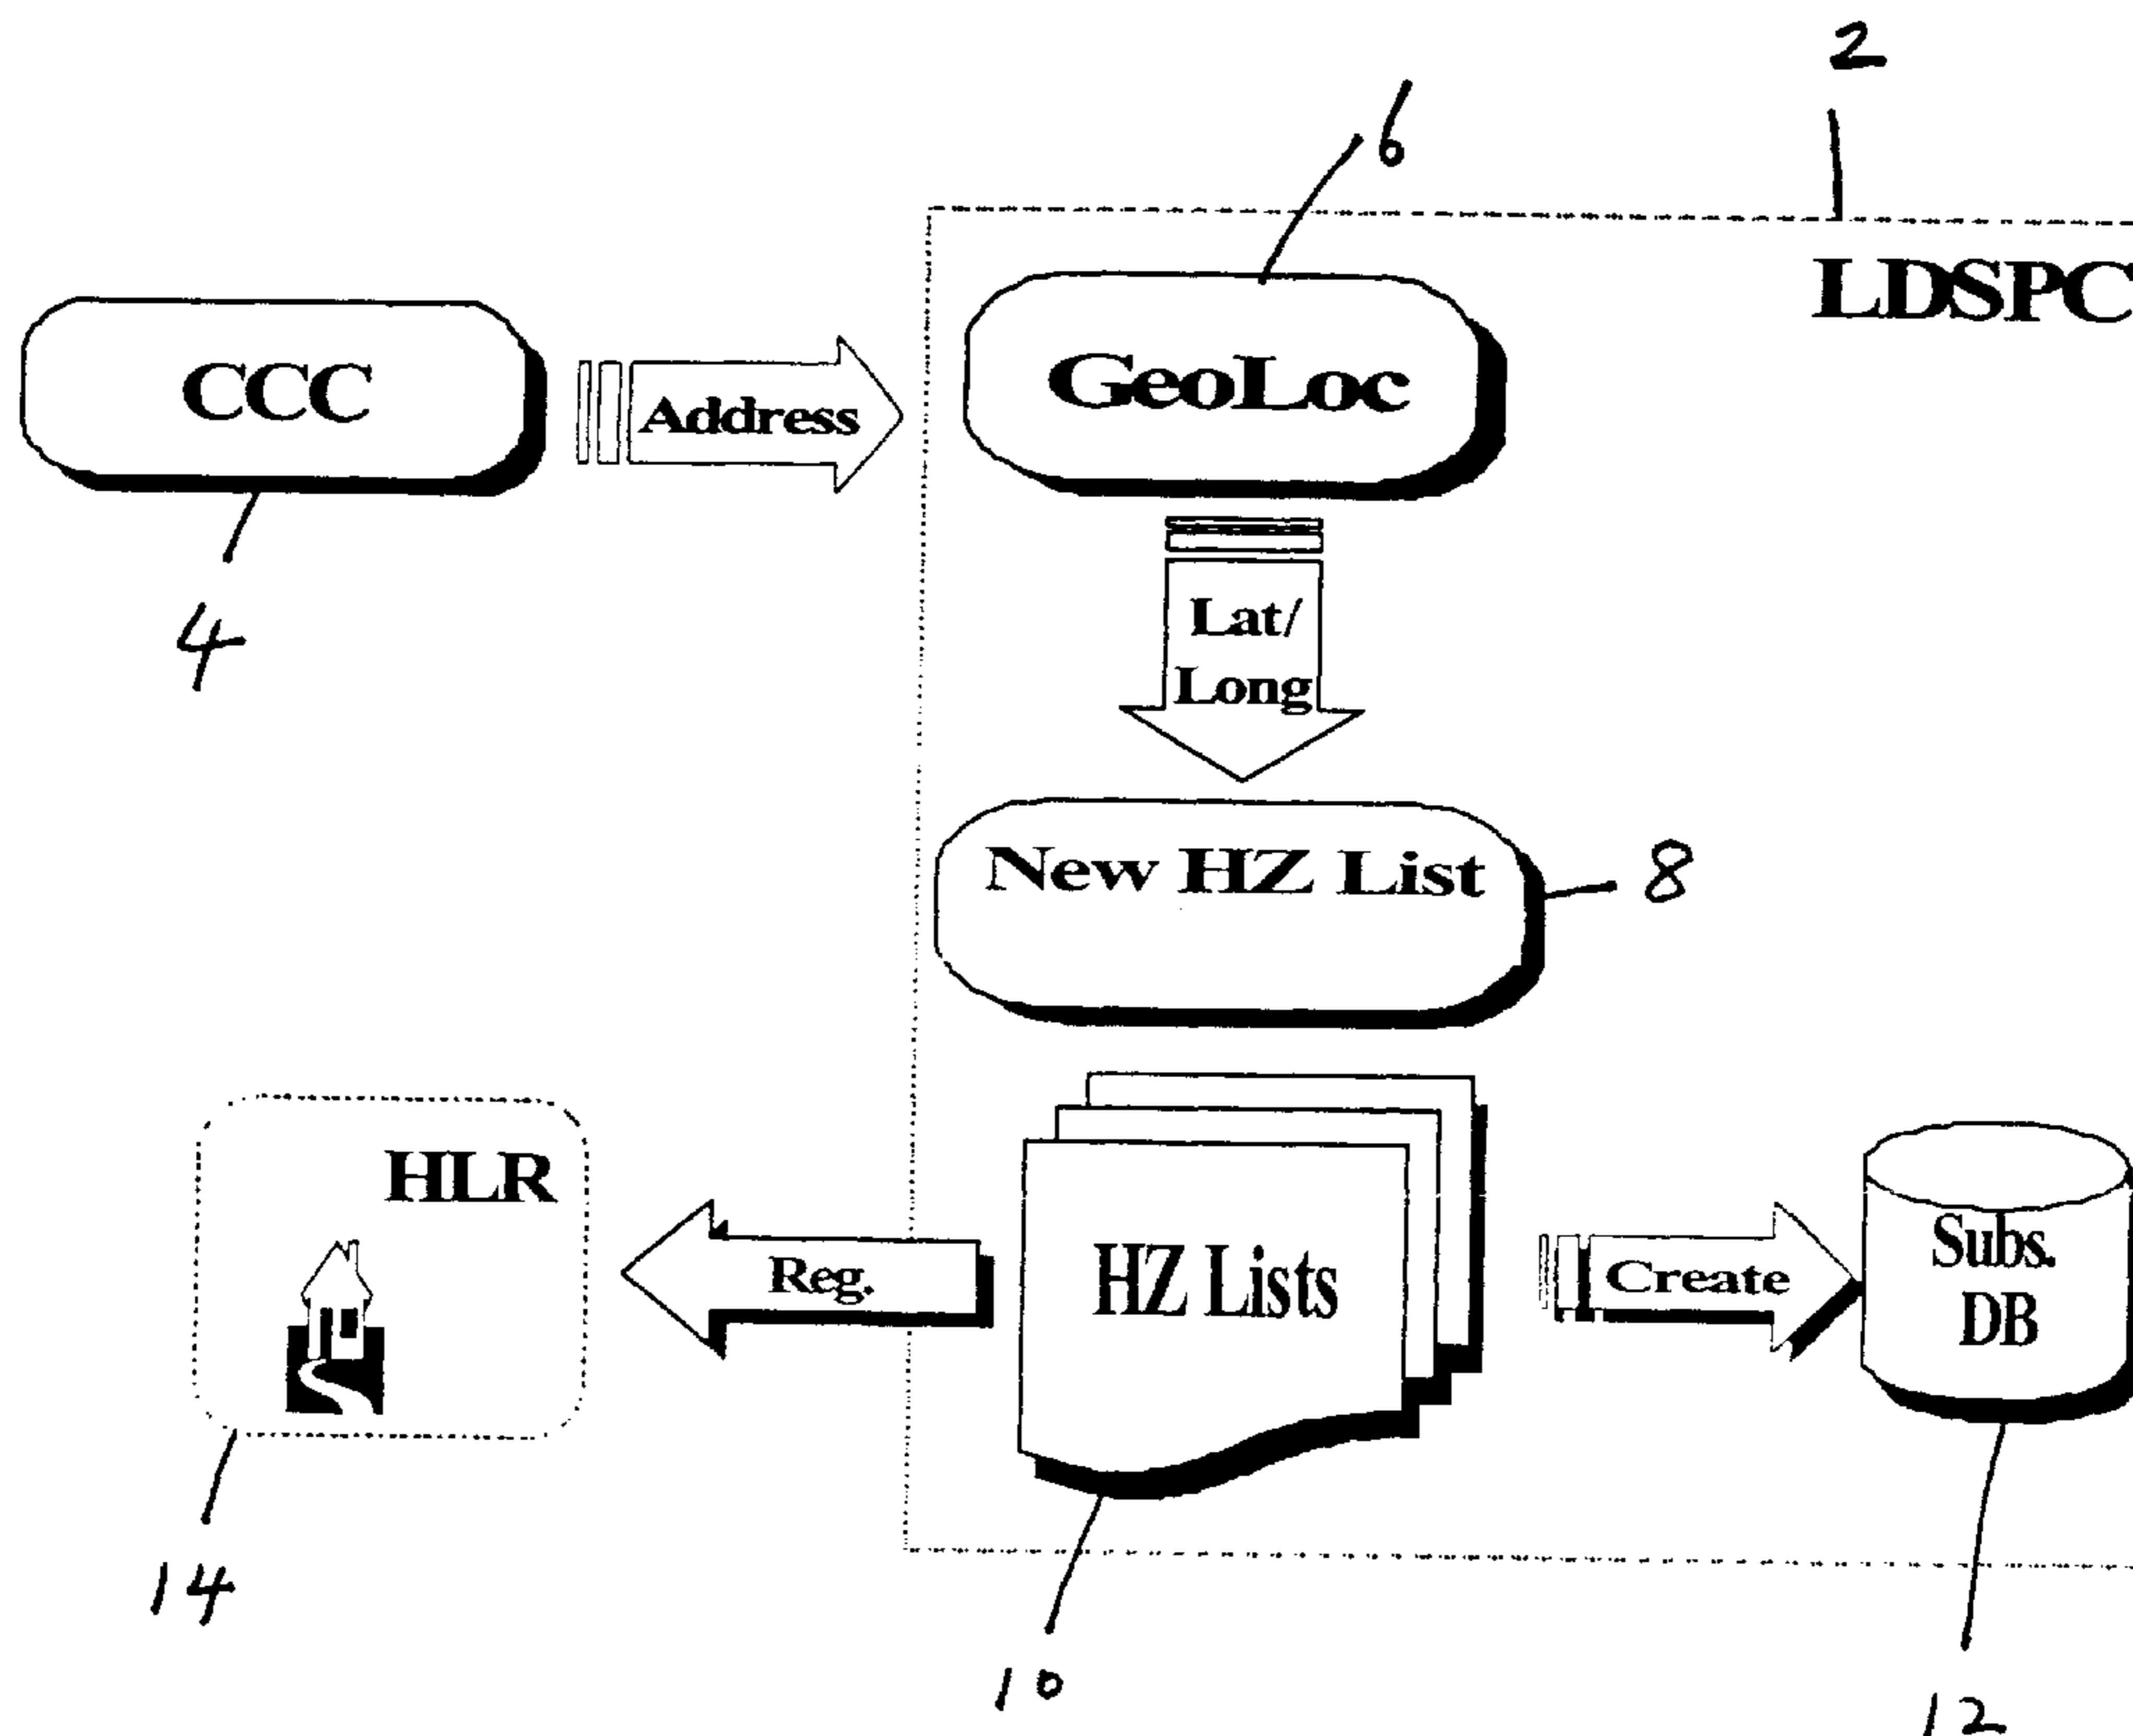 2
6
LDSPC
CCC
Address
GeoLoc
4
Lat/
Long
New HZ List
8
HLR
Reg.
HZ Lists
Create
Subs.
DB
14
10
12